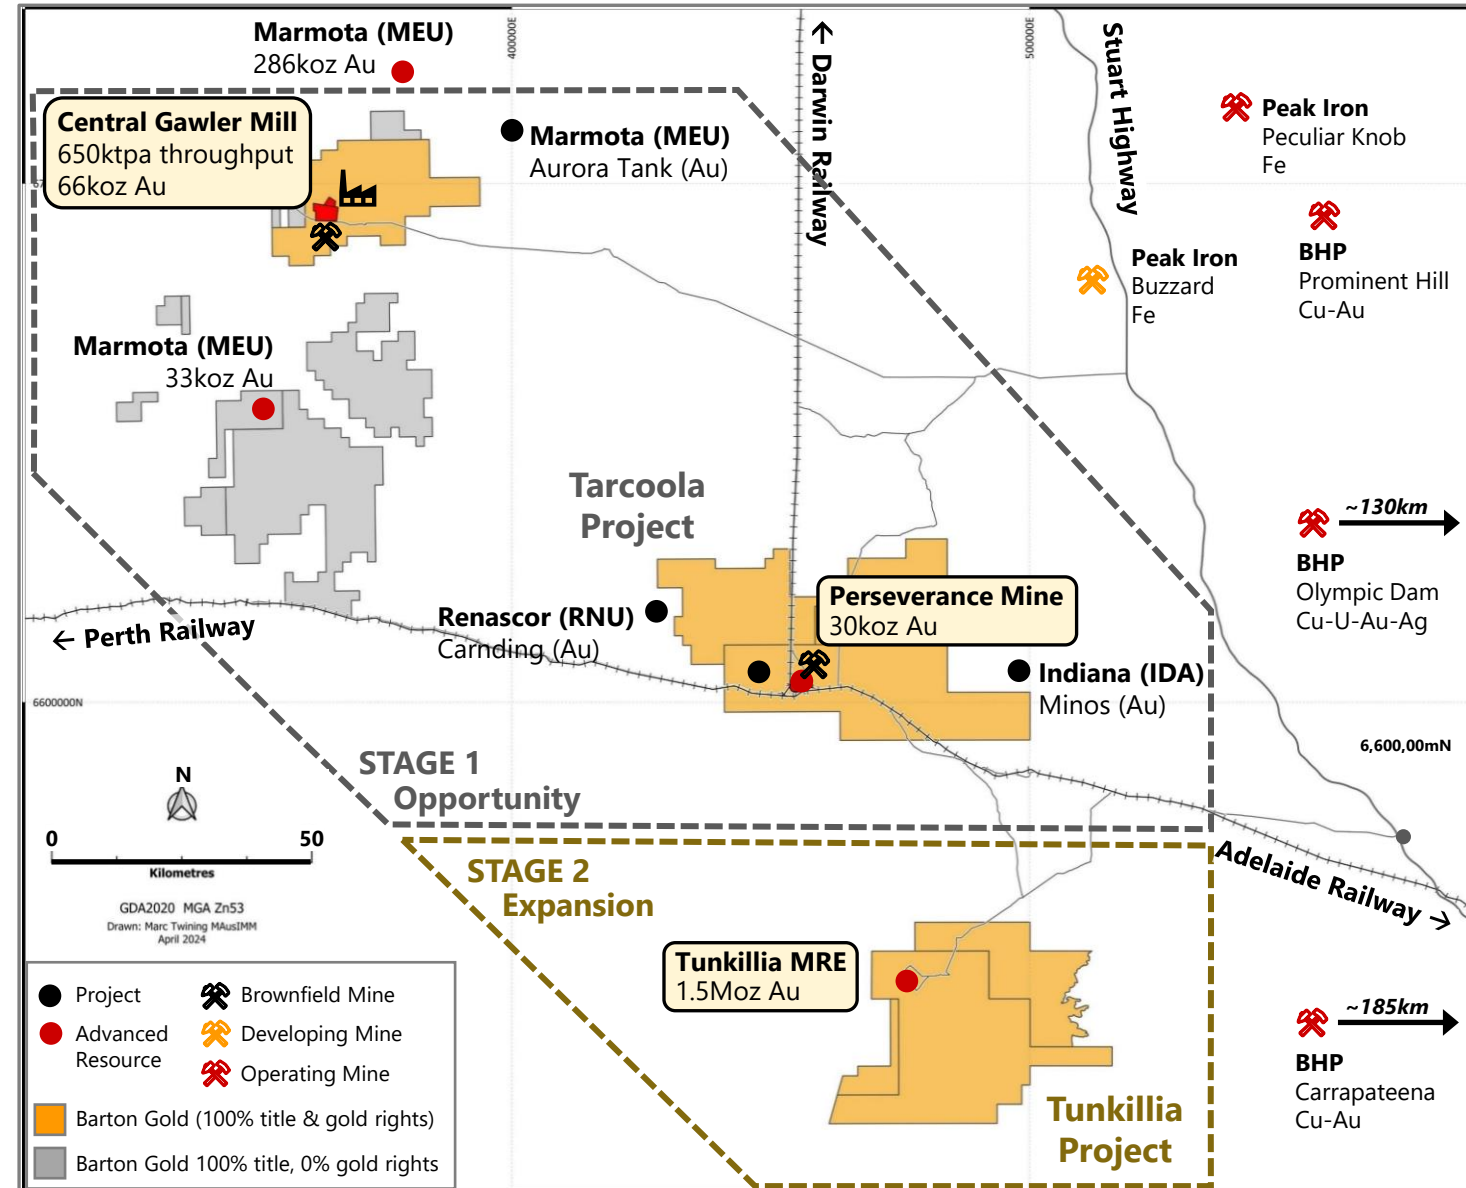 Marmota (MEU)
286koz Au
400000E
500000E
← Darwin Railway
Stuart Highway
Central Gawler Mill
650ktpa throughput
66koz Au
Marmota (MEU)
Aurora Tank (Au)
Peak Iron
Peculiar Knob
Fe
BHP
Prominent Hill
Cu-Au
Peak Iron
Buzzard
Fe
Marmota (MEU)
33koz Au
Tarcoola
Project
~130km
BHP
Olympic Dam
Cu-U-Au-Ag
← Perth Railway
Renascor (RNU)
Carnding (Au)
Perseverance Mine
30koz Au
Indiana (IDA)
Minos (Au)
6600000N
6,600,00mN
STAGE 1
Opportunity
N
0 50
Kilometres
GDA2020 MGA Zn53
Drawn: Marc Twining MAusIMM
April 2024
STAGE 2
Expansion
Adelaide Railway →
Tunkillia MRE
1.5Moz Au
~185km
BHP
Carrapateena
Cu-Au
Tunkillia
Project
Project
Advanced
Resource
Brownfield Mine
Developing Mine
Operating Mine
Barton Gold (100% title & gold rights)
Barton Gold 100% title, 0% gold rights